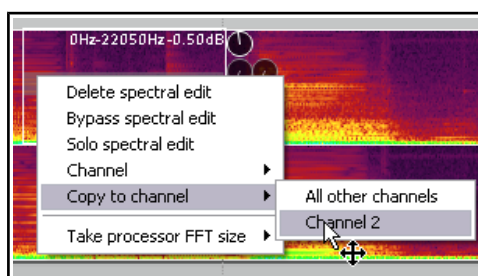 0Hz-22050Hz-0.50dB
Delete spectral edit
Bypass spectral edit
Solo spectral edit
Channel
Copy to channel
All other channels
Channel 2
Take processor FFT size